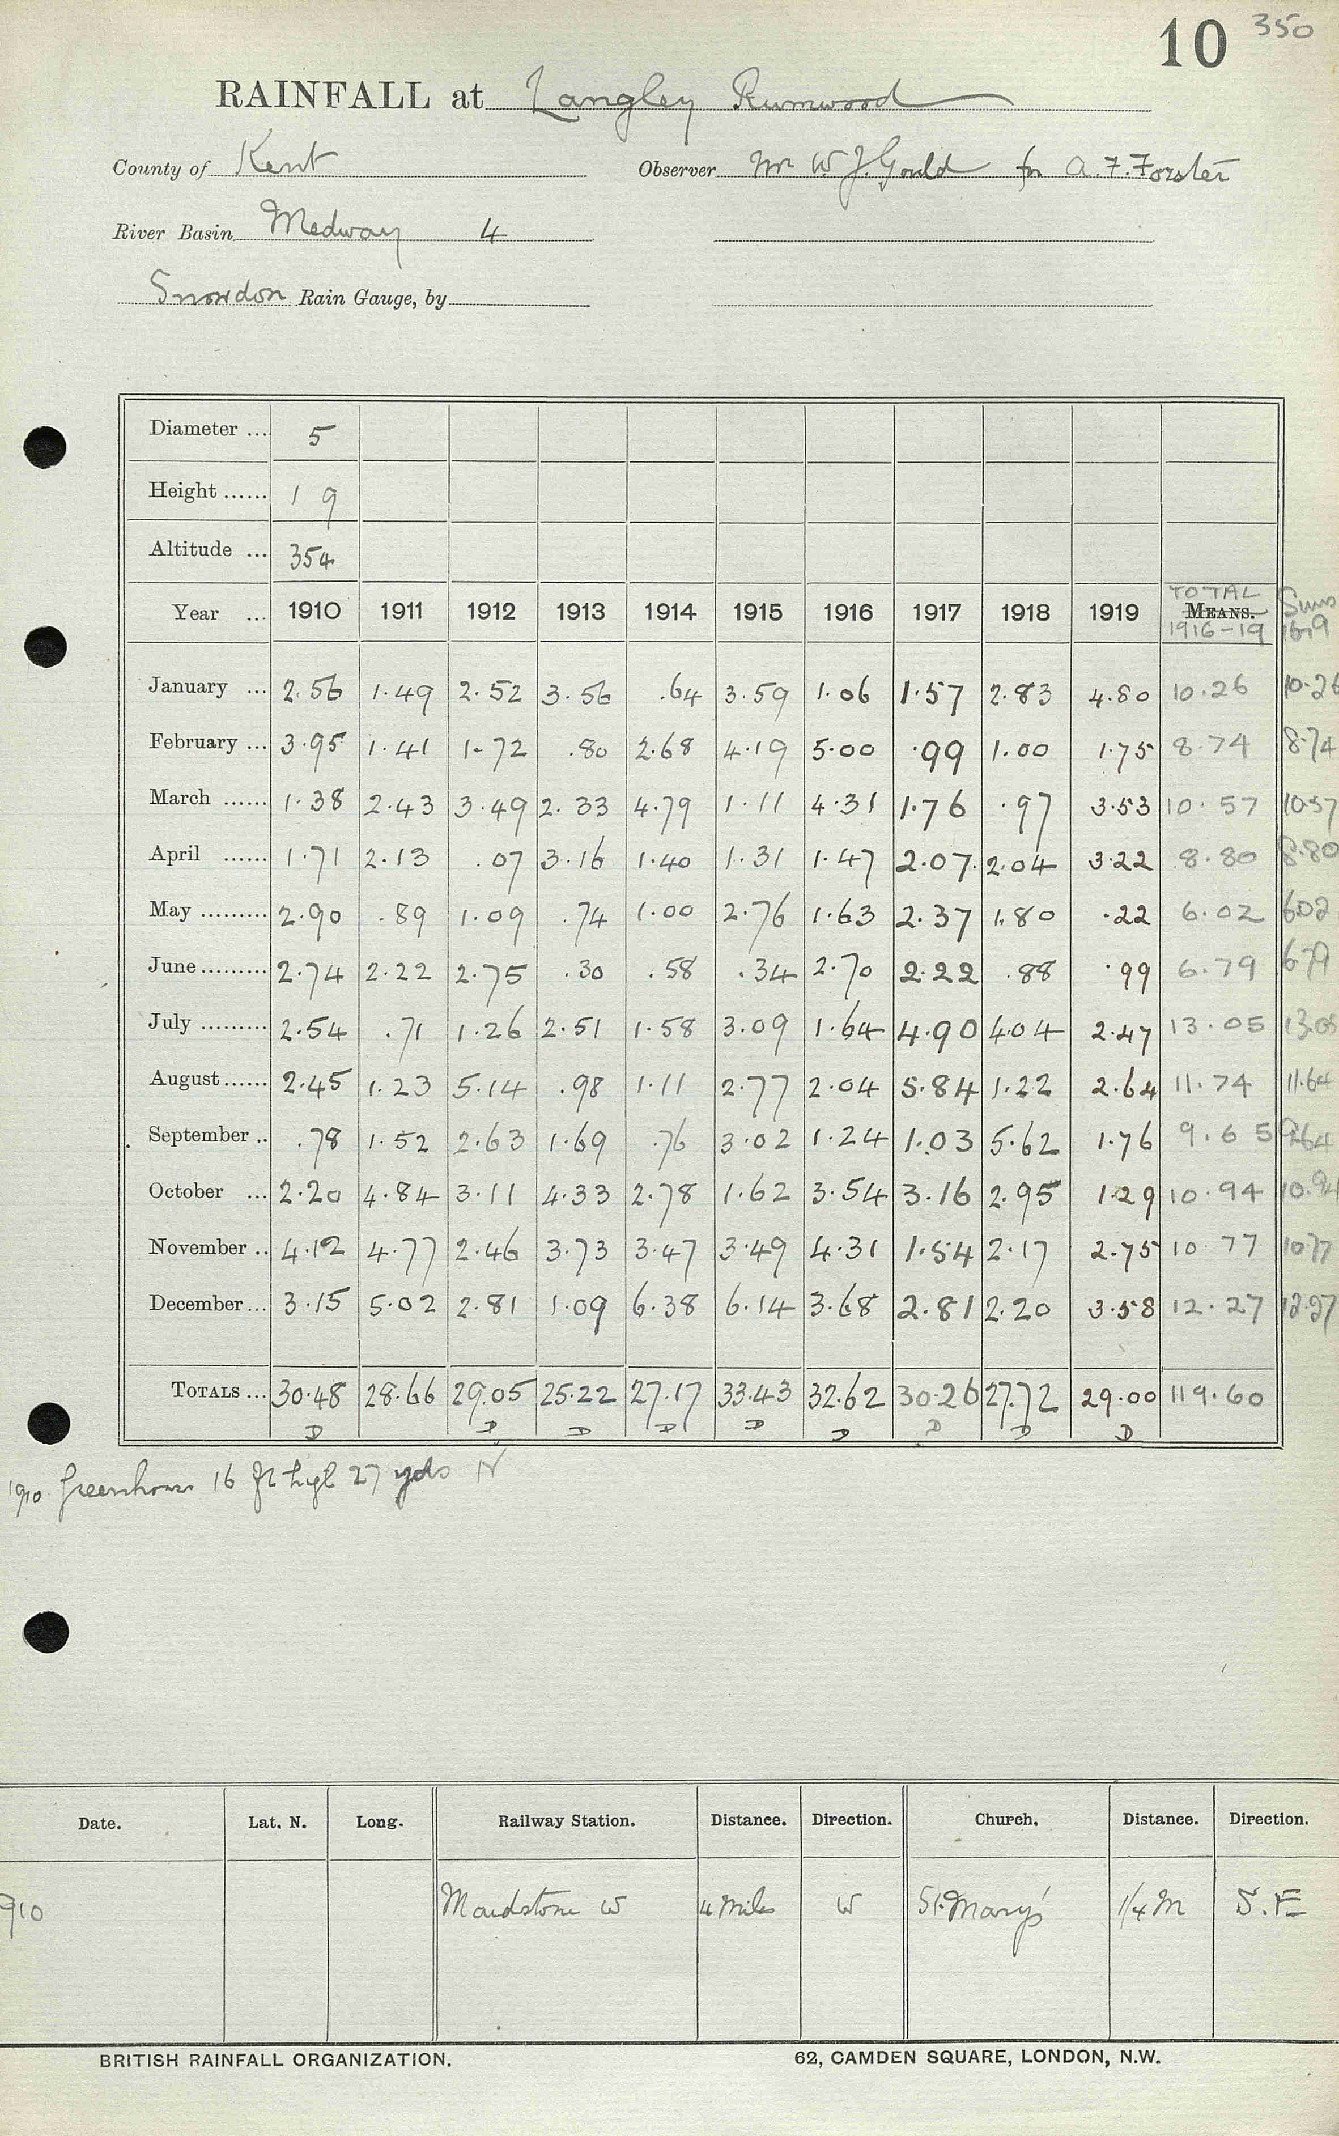 10 350
RAINFALL at Langley Rumwood
County of Kent Observer Mr W. J. Gould for A. F. Forster
River Basin Medway 4
Snowdon Rain Gauge, by
Diameter ... 5
Height ...... 1 9
Altitude ... 354
Year ... 1910 1911 1912 1913 1914 1915 1916 1917 1918 1919 TOTAL MEANS. 1916-19 Sums 16-19
January ... 2.56 1.49 2.52 3.56 .64 3.59 1.06 1.57 2.83 4.80 10.26 10.26
February ... 3.95 1.41 1.72 .80 2.68 4.19 5.00 .99 1.00 1.75 8.74 8.74
March ...... 1.38 2.43 3.49 2.33 4.79 1.11 4.31 1.76 .97 3.53 10.57 10.57
April ...... 1.71 2.13 .07 3.16 1.40 1.31 1.47 2.07 2.04 3.22 8.80 8.80
May ......... 2.90 .89 1.09 .74 1.00 2.76 1.63 2.37 1.80 .22 6.02 6.02
June ......... 2.74 2.22 2.75 .30 .58 .34 2.70 2.22 .88 .99 6.79 6.79
July ......... 2.54 .71 1.26 2.51 1.58 3.09 1.64 4.90 4.04 2.47 13.05 13.05
August ...... 2.45 1.23 5.14 .98 1.11 2.77 2.04 5.84 1.22 2.64 11.74 11.64
September .. .78 1.52 2.63 1.69 .76 3.02 1.24 1.03 5.62 1.76 9.65 9.64
October ... 2.20 4.84 3.11 4.33 2.78 1.62 3.54 3.16 2.95 1.29 10.94 10.94
November .. 4.12 4.77 2.46 3.73 3.47 3.49 4.31 1.54 2.17 2.75 10 77 10.77
December ... 3.15 5.02 2.81 1.09 6.38 6.14 3.68 2.81 2.20 3.58 12.27 12.27
TOTALS ... 30.48 28.66 29.05 25.22 27.17 33.43 32.62 30.26 27.72 29.00 119.60
D D D D D D D D D
1910 Greenhouse 16 ft high 27 yds N
Date. Lat. N. Long. Railway Station. Distance. Direction. Church. Distance. Direction.
910 Maidstone W 4 Miles W St. Mary's 1/4 M S.E
BRITISH RAINFALL ORGANIZATION. 62, CAMDEN SQUARE, LONDON, N.W.